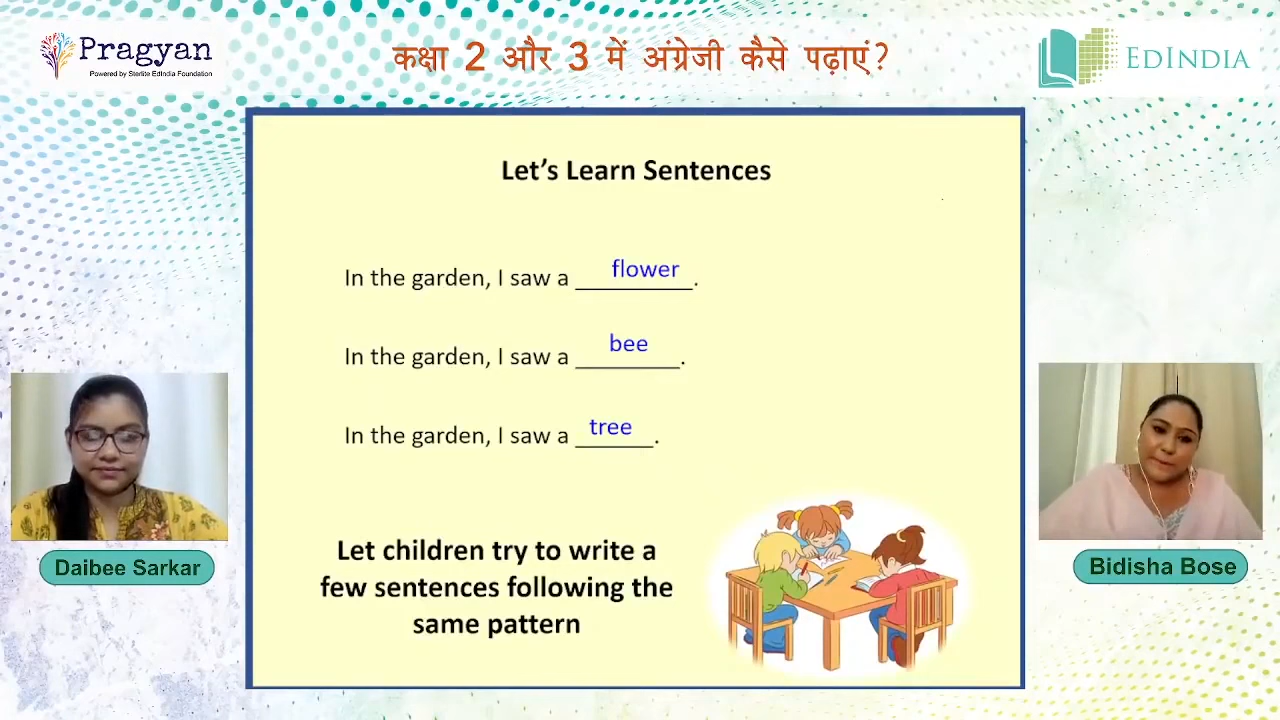 Pragyan
Powered by Sterlite EdIndia Foundation
कक्षा 2 और 3 में अंग्रेजी कैसे पढ़ाएं?
EDINDIA
Let's Learn Sentences
In the garden, I saw a flower.
In the garden, I saw a bee.
In the garden, I saw a tree.
Let children try to write a
few sentences following the
same pattern
Daibee Sarkar
Bidisha Bose